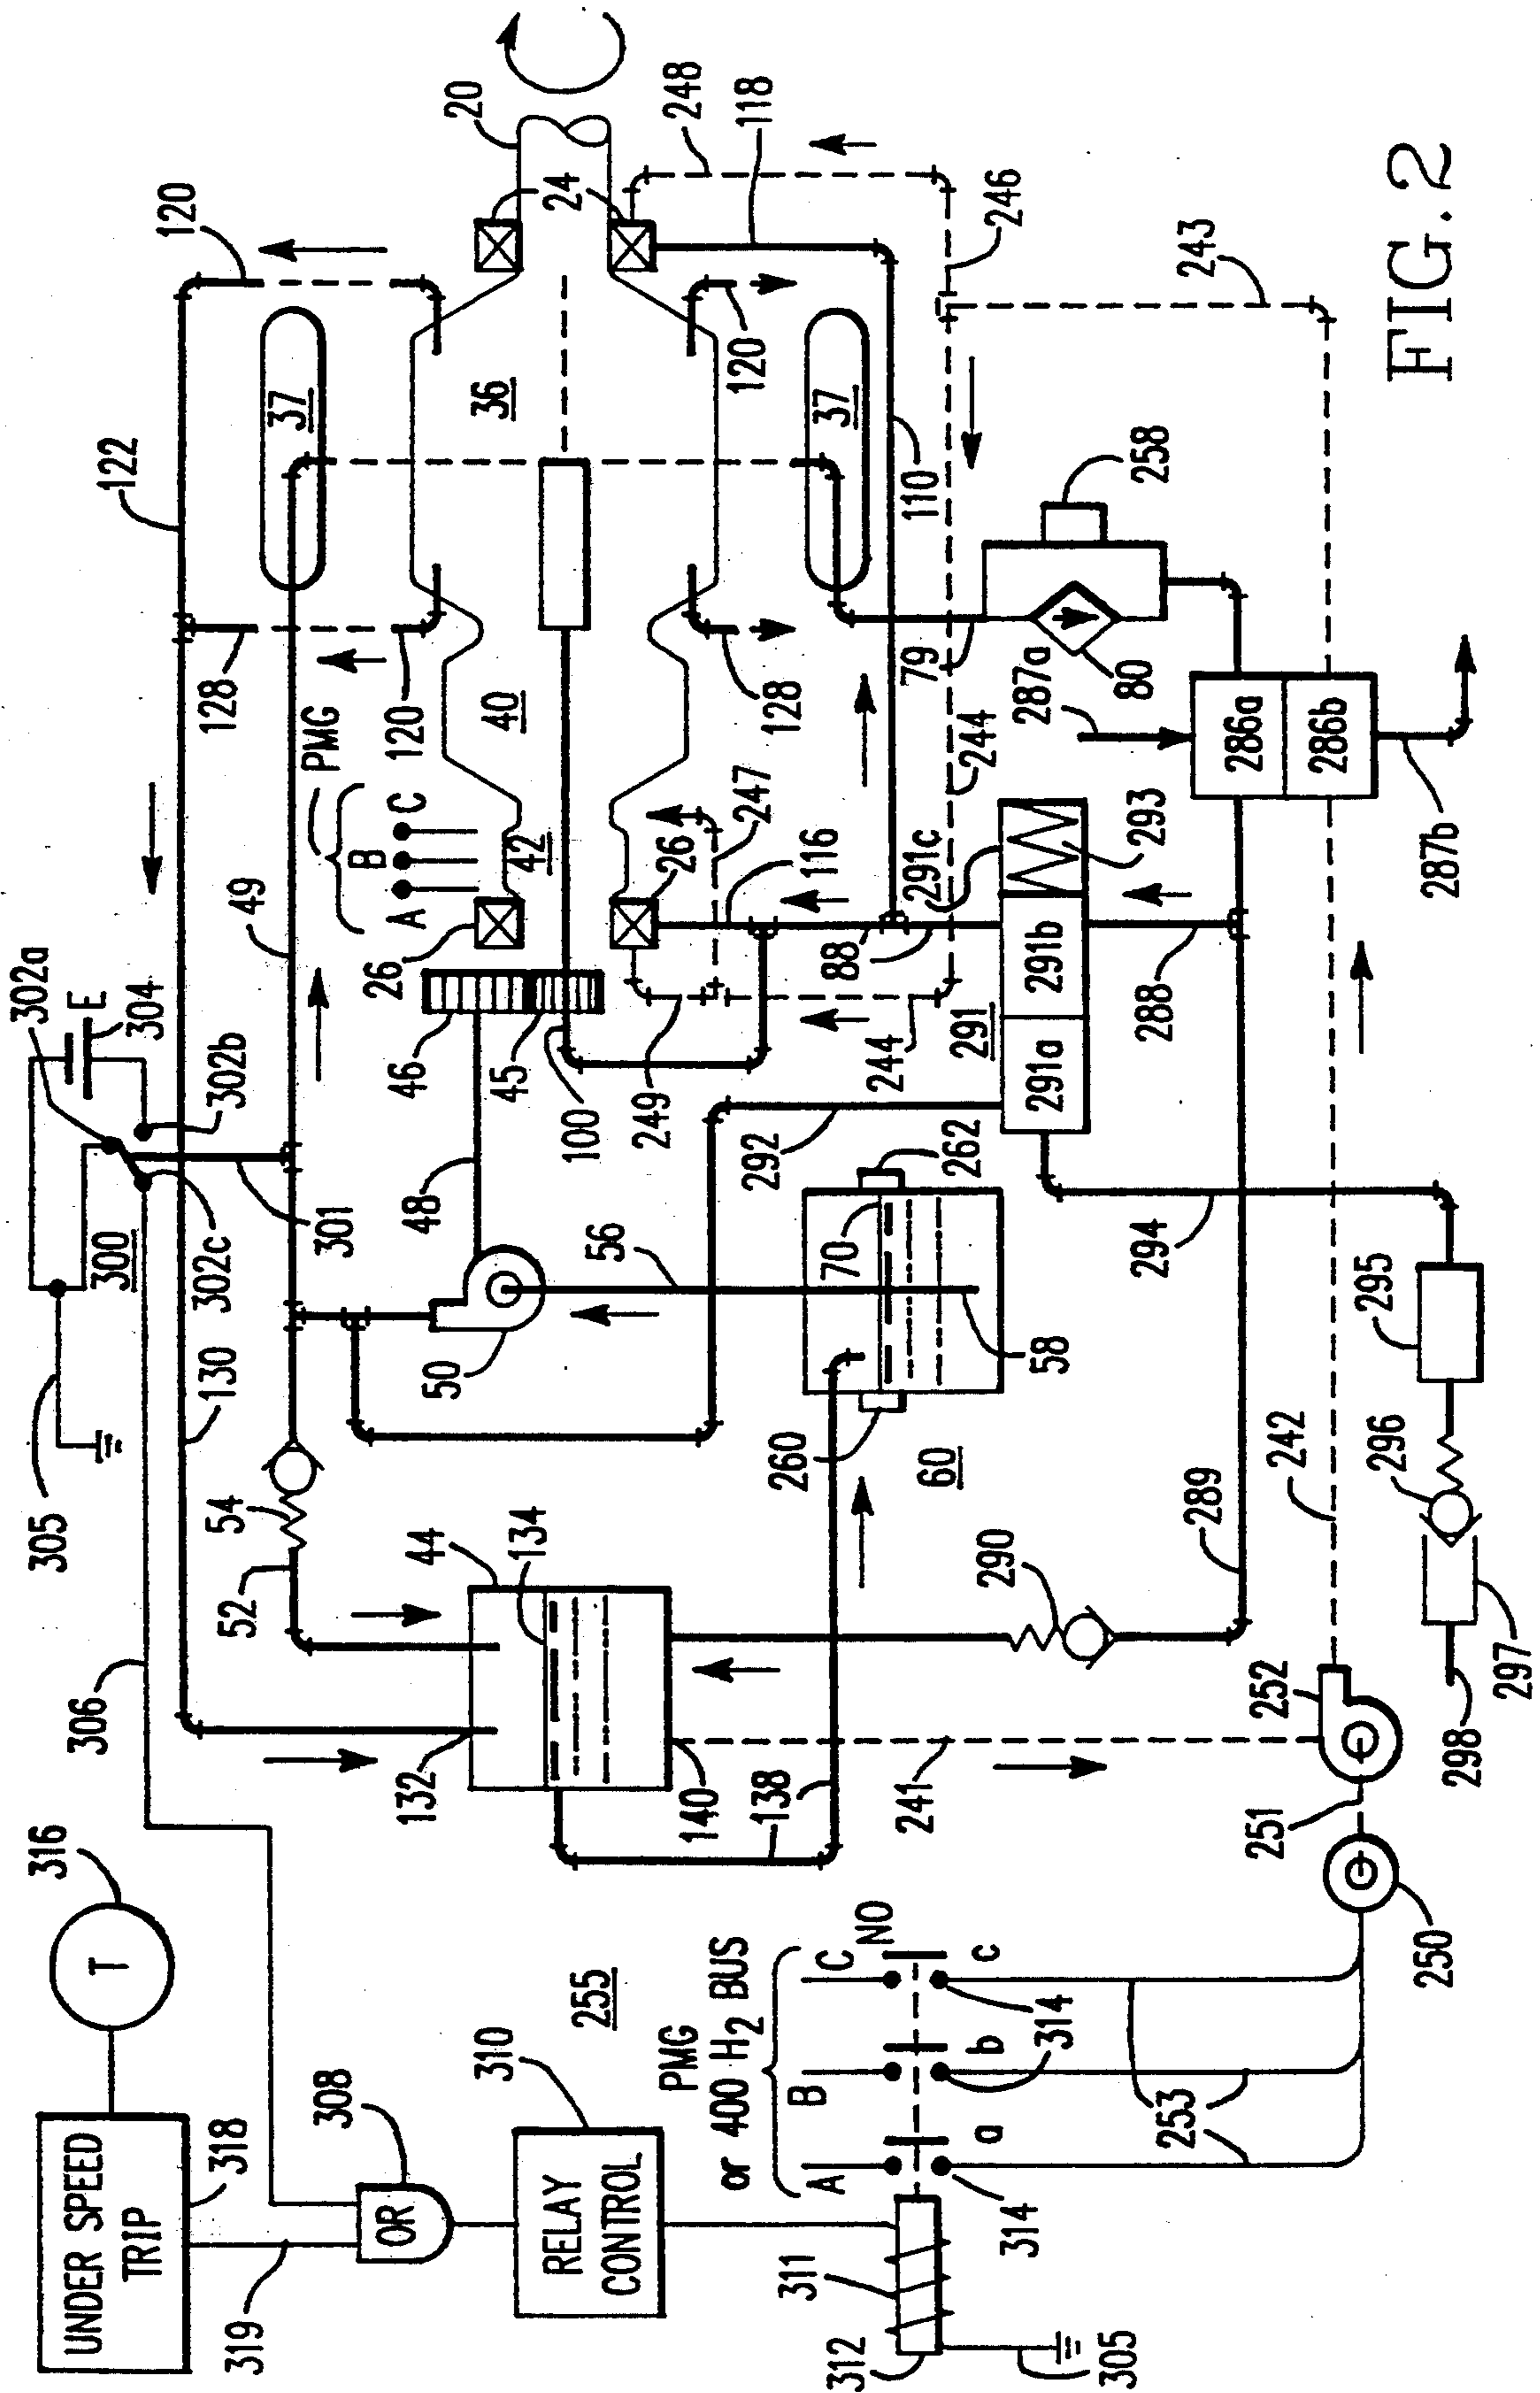 UNDER SPEED
TRIP
318
316
T
319
306
305
300
302a
E
304
302b
302c
301
130
52
54
49
122
120
128
PMG
A
B
C
120
37
308
OR
310
RELAY
CONTROL
255
132
44
134
50
48
46
26
42
40
36
20
24
45
100
56
249
247
248
118
PMG
or 400 H2 BUS
A
B
C
NO
a
b
c
314
314
311
312
305
253
140
138
241
260
60
70
58
262
292
244
291
88
116
26
128
120
37
110
246
291a
291b
291c
293
244
79
80
258
287a
290
289
288
286a
286b
287b
243
242
294
250
251
252
295
296
297
298
FIG. 2